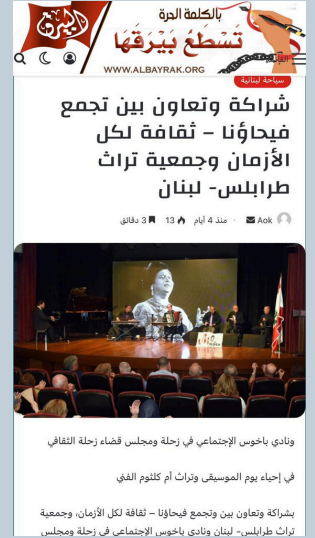 بالكلمة الحرة
تسطع بيرقها
البيرق
WWW.ALBAYRAK.ORG
سياحة لبنانية
شراكة وتعاون بين تجمع
فيحاؤنا – ثقافة لكل
الأزمان وجمعية تراث
طرابلس- لبنان
Aok · منذ 4 أيام 13 3 دقائق
ونادي باخوس الإجتماعي في زحلة ومجلس قضاء زحلة الثقافي
في إحياء يوم الموسيقى وتراث أم كلثوم الفني
بشراكة وتعاون بين وتجمع فيحاؤنا – ثقافة لكل الأزمان، وجمعية
تراث طرابلس- لبنان ونادي باخوس الإجتماعي في زحلة ومجلس